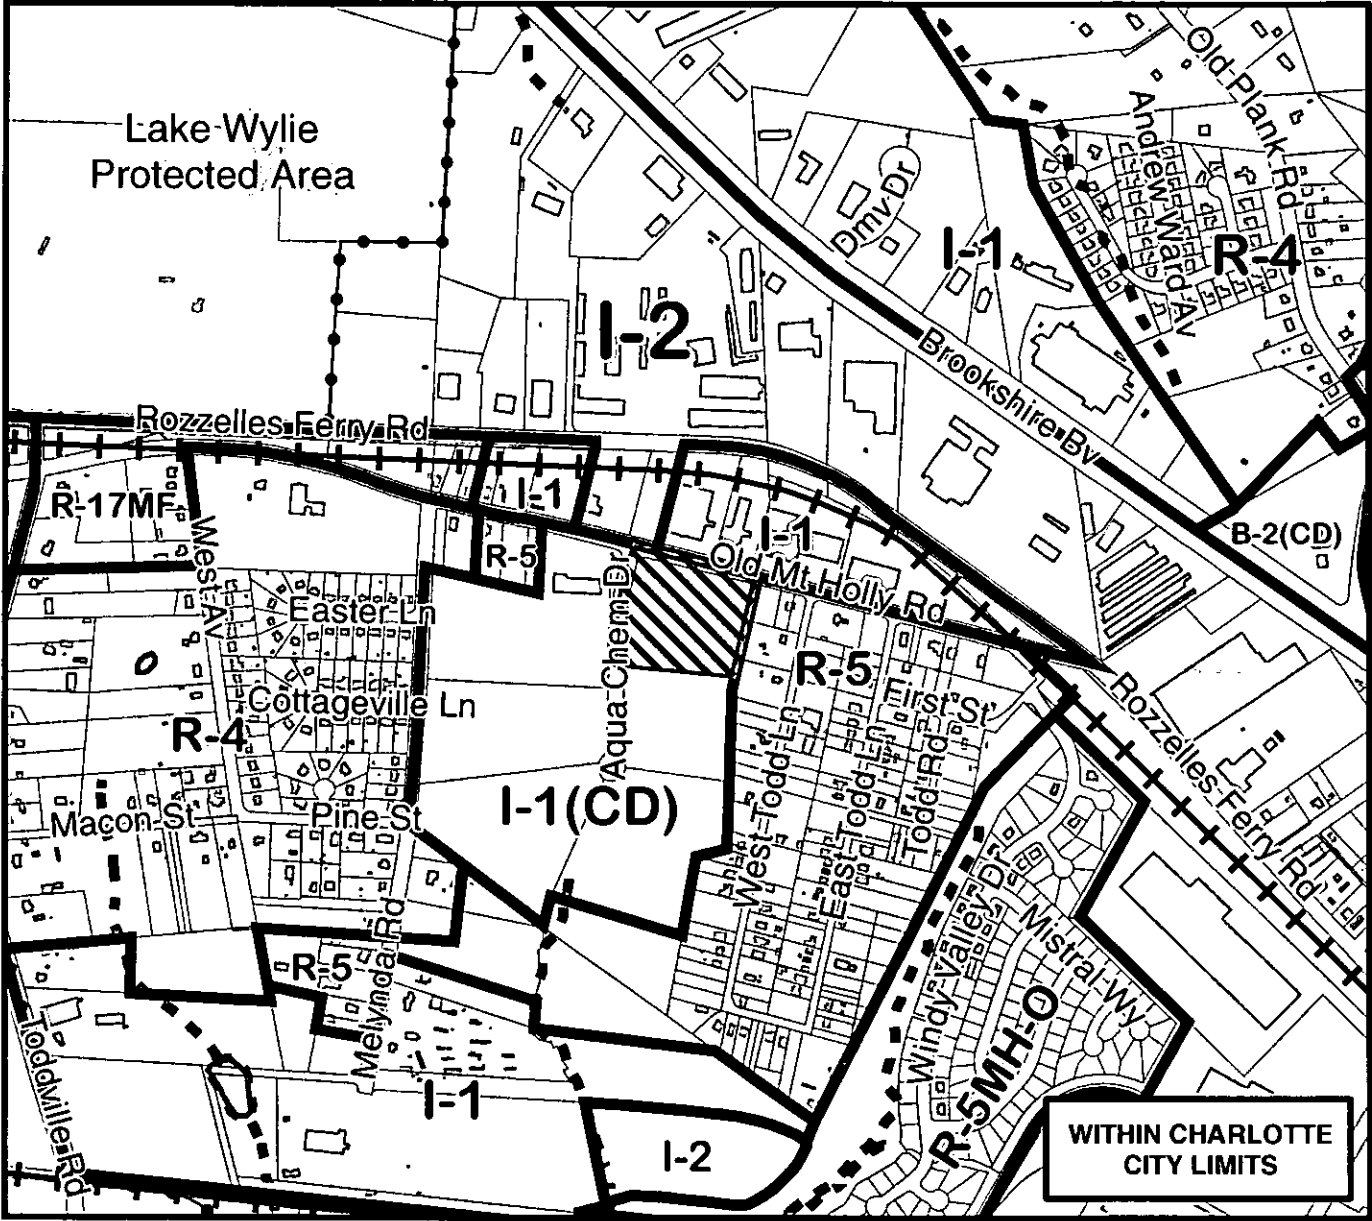 Old Plank Rd
Lake Wylie
Protected Area
Andrew Ward Av
Dmv Dr
I-1
R-4
I-2
Brookshire Bv
Rozzelles Ferry Rd
R-17MF
I-1
I-1
B-2(CD)
West Av
R-5
Old Mt Holly Rd
Easter Ln
Aqua Chem Dr
R-5
Cottageville Ln
First St
Rozzelles Ferry Rd
R-4
I-1(CD)
Macon St
Pine St
West Todd Ln
East Todd Ln
Todd Rd
Windy Valley Dr
Mistral Wy
R-5
Melynda Rd
Toddville Rd
I-1
R-5MH-O
I-2
WITHIN CHARLOTTE
CITY LIMITS